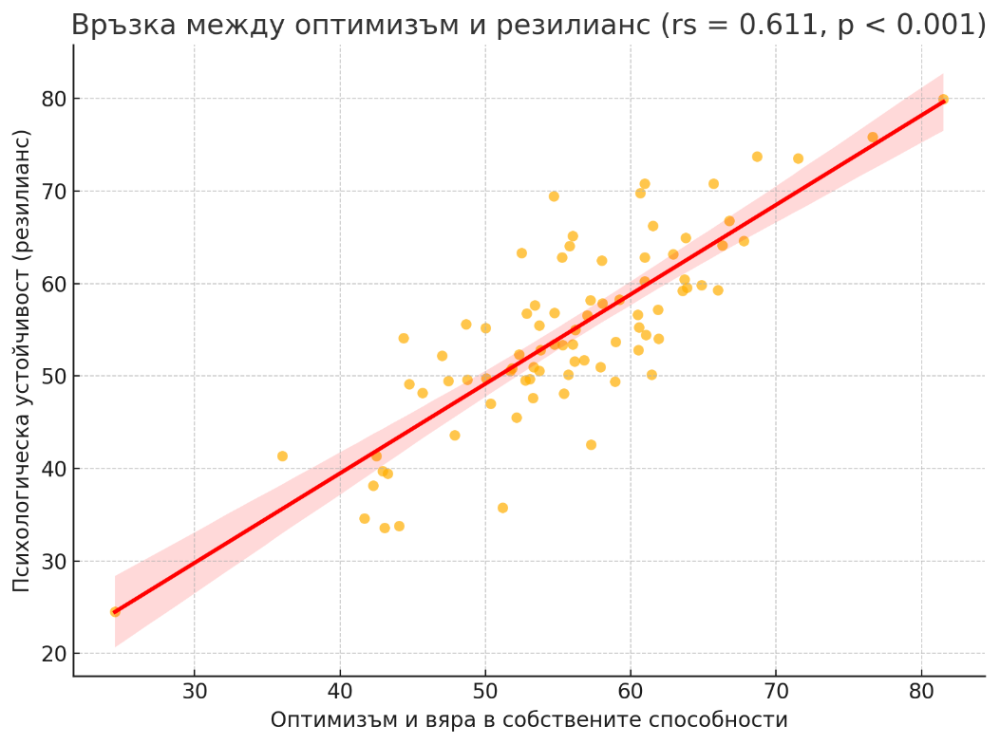 Връзка между оптимизъм и резилианс (rs = 0.611, p < 0.001)
Психологическа устойчивост (резилианс)
80
70
60
50
40
30
20
30 40 50 60 70 80
Оптимизъм и вяра в собствените способности